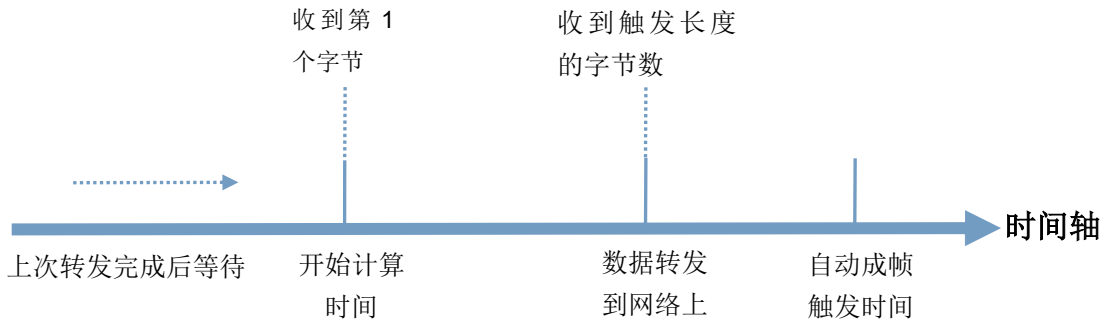 收到第 1
个字节
收到触发长度
的字节数
时间轴
上次转发完成后等待
开始计算
时间
数据转发
到网络上
自动成帧
触发时间